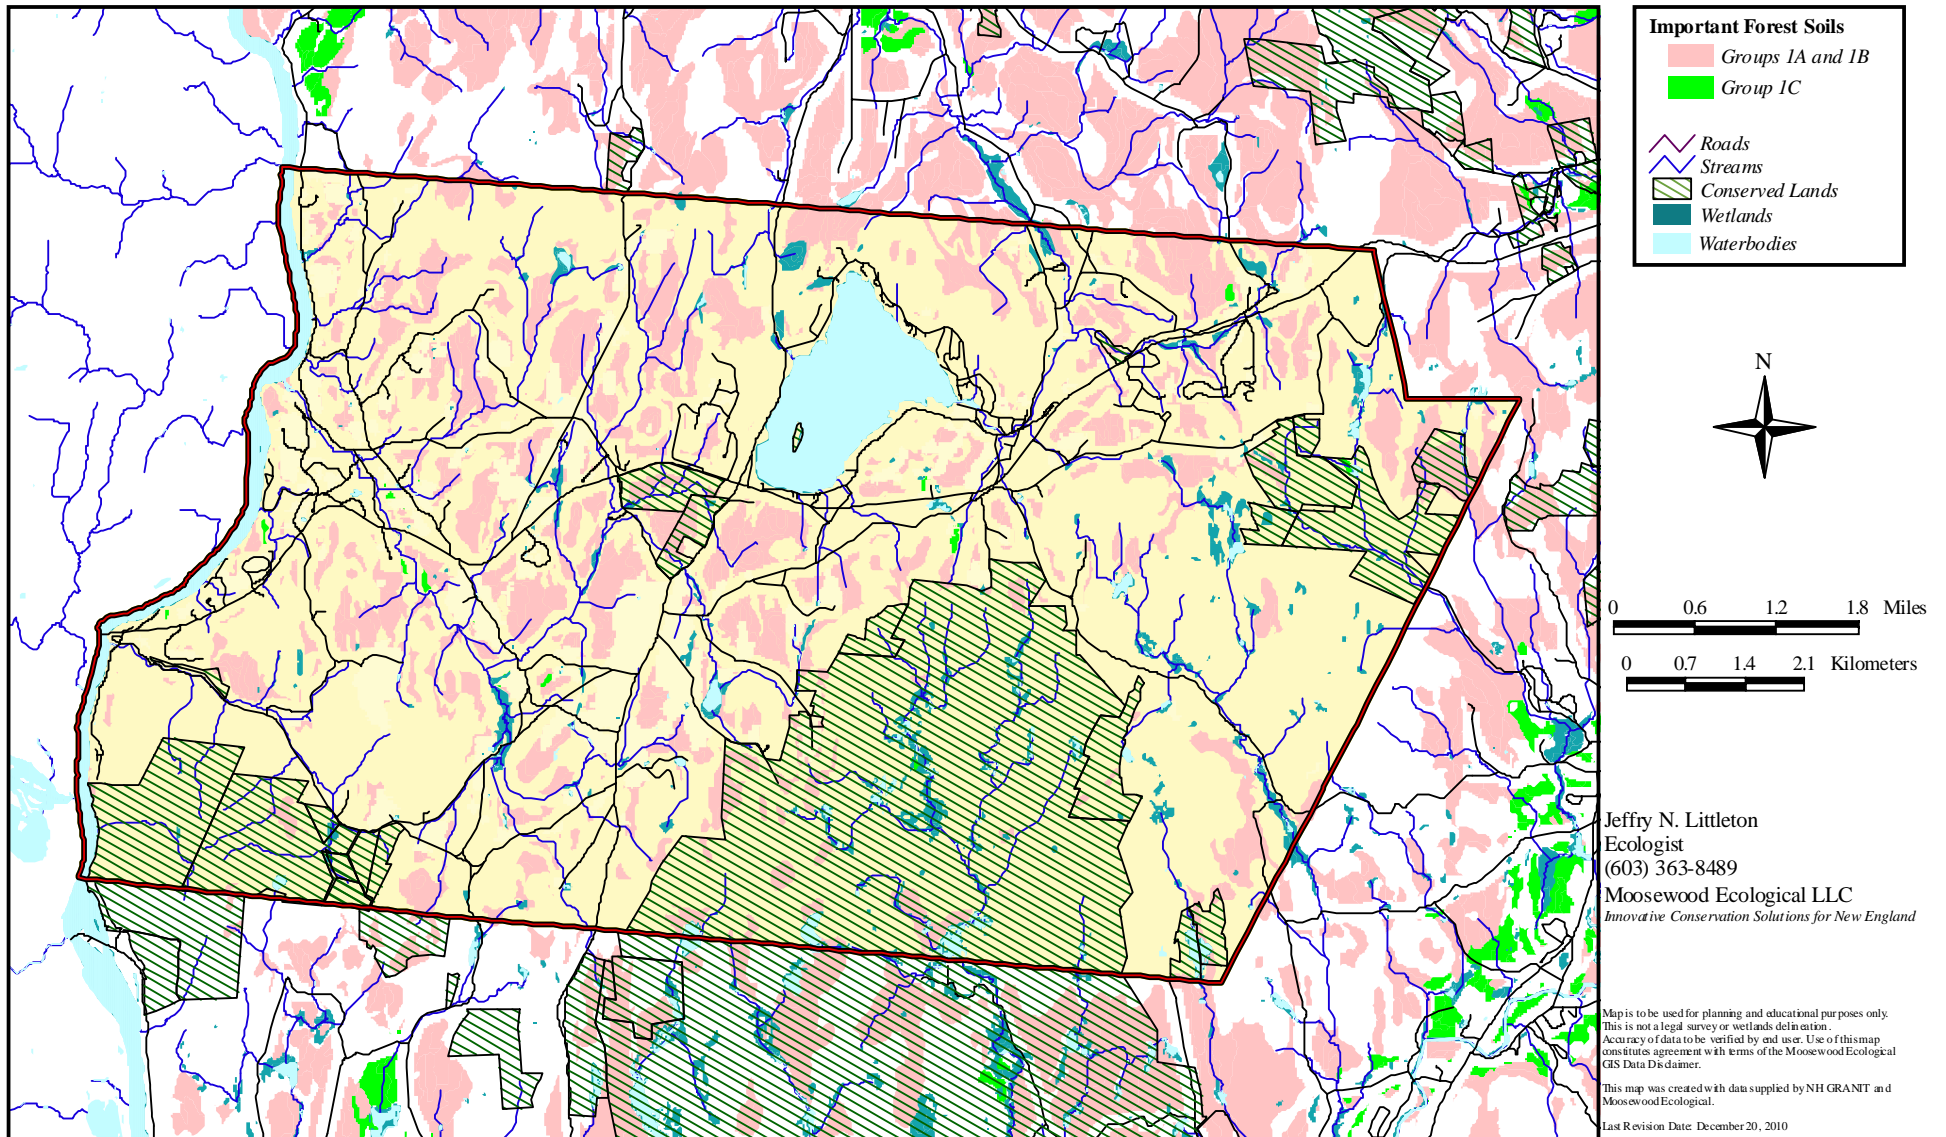 Important Forest Soils
Groups 1A and 1B
Group 1C
Roads
Streams
Conserved Lands
Wetlands
Waterbodies
N
0 0.6 1.2 1.8 Miles
0 0.7 1.4 2.1 Kilometers
Jeffry N. Littleton
Ecologist
(603) 363-8489
Moosewood Ecological LLC
Innovative Conservation Solutions for New England
Map is to be used for planning and educational purposes only.
This is not a legal survey or wetlands delineation.
Accuracy of data to be verified by end user. Use of this map
constitutes agreement with terms of the Moosewood Ecological
GIS Data Disclaimer.
This map was created with data supplied by NH GRANIT and
Moosewood Ecological.
Last Revision Date: December 20, 2010